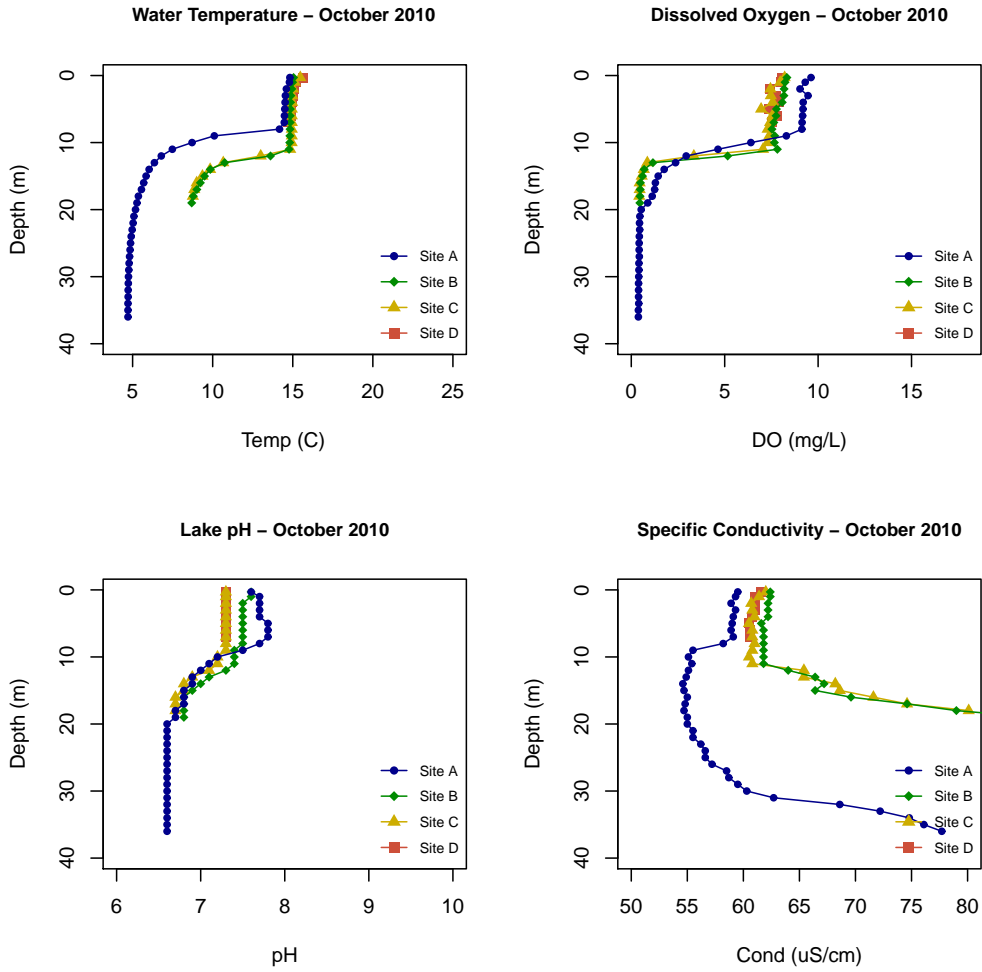 Water Temperature – October 2010
0
10
20
30
40
Depth (m)
Site A
Site B
Site C
Site D
5 10 15 20 25
Temp (C)
Dissolved Oxygen – October 2010
0
10
20
30
40
Depth (m)
Site A
Site B
Site C
Site D
0 5 10 15
DO (mg/L)
Lake pH – October 2010
0
10
20
30
40
Depth (m)
Site A
Site B
Site C
Site D
6 7 8 9 10
pH
Specific Conductivity – October 2010
0
10
20
30
40
Depth (m)
Site A
Site B
Site C
Site D
50 55 60 65 70 75 80
Cond (uS/cm)